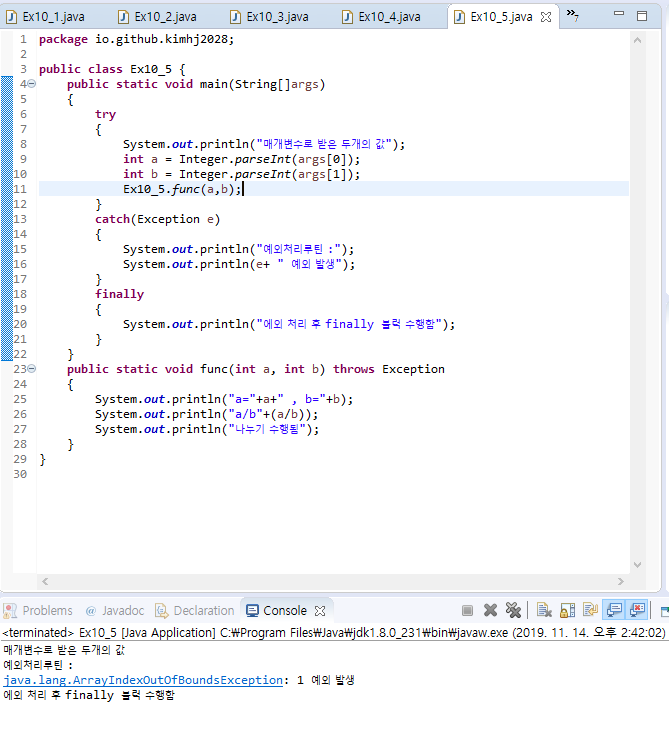 Ex10_1.java Ex10_2.java Ex10_3.java Ex10_4.java Ex10_5.java »7
1 package io.github.kimhj2028;
2
3 public class Ex10_5 {
4 public static void main(String[]args)
5 {
6 try
7 {
8 System.out.println("매개변수로 받은 두개의 값");
9 int a = Integer.parseInt(args[0]);
10 int b = Integer.parseInt(args[1]);
11 Ex10_5.func(a,b);
12 }
13 catch(Exception e)
14 {
15 System.out.println("예외처리루틴 :");
16 System.out.println(e+ " 예외 발생");
17 }
18 finally
19 {
20 System.out.println("에외 처리 후 finally 블럭 수행함");
21 }
22 }
23 public static void func(int a, int b) throws Exception
24 {
25 System.out.println("a="+a+" , b="+b);
26 System.out.println("a/b"+(a/b));
27 System.out.println("나누기 수행됨");
28 }
29 }
30
Problems @ Javadoc Declaration Console
<terminated> Ex10_5 [Java Application] C:₩Program Files₩Java₩jdk1.8.0_231₩bin₩javaw.exe (2019. 11. 14. 오후 2:42:02)
매개변수로 받은 두개의 값
예외처리루틴 :
java.lang.ArrayIndexOutOfBoundsException: 1 예외 발생
에외 처리 후 finally 블럭 수행함